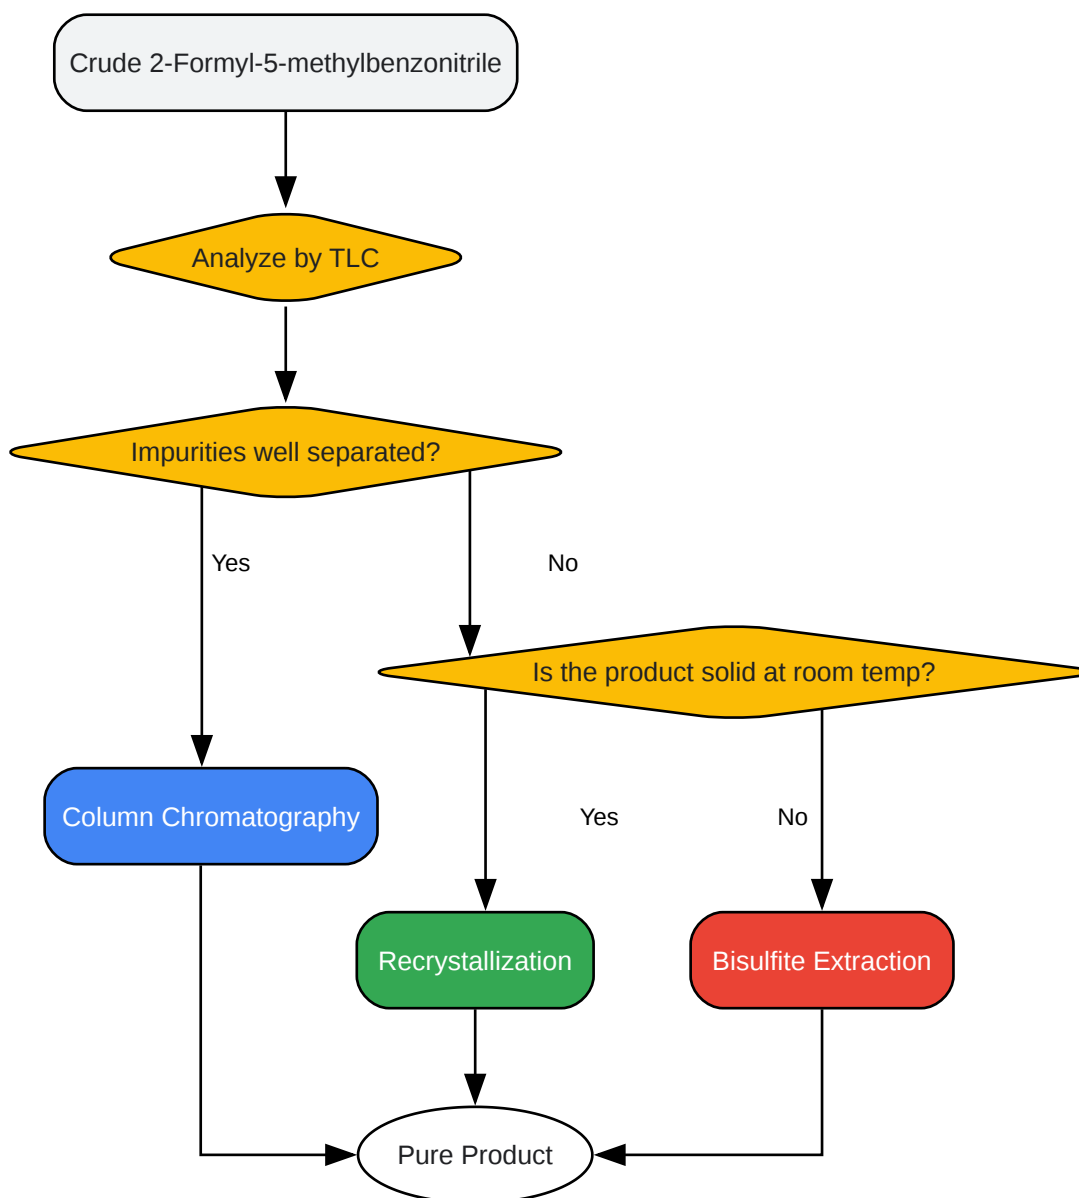 Crude 2-Formyl-5-methylbenzonitrile
Analyze by TLC
Impurities well separated?
Yes
No
Is the product solid at room temp?
Column Chromatography
Yes
No
Recrystallization
Bisulfite Extraction
Pure Product